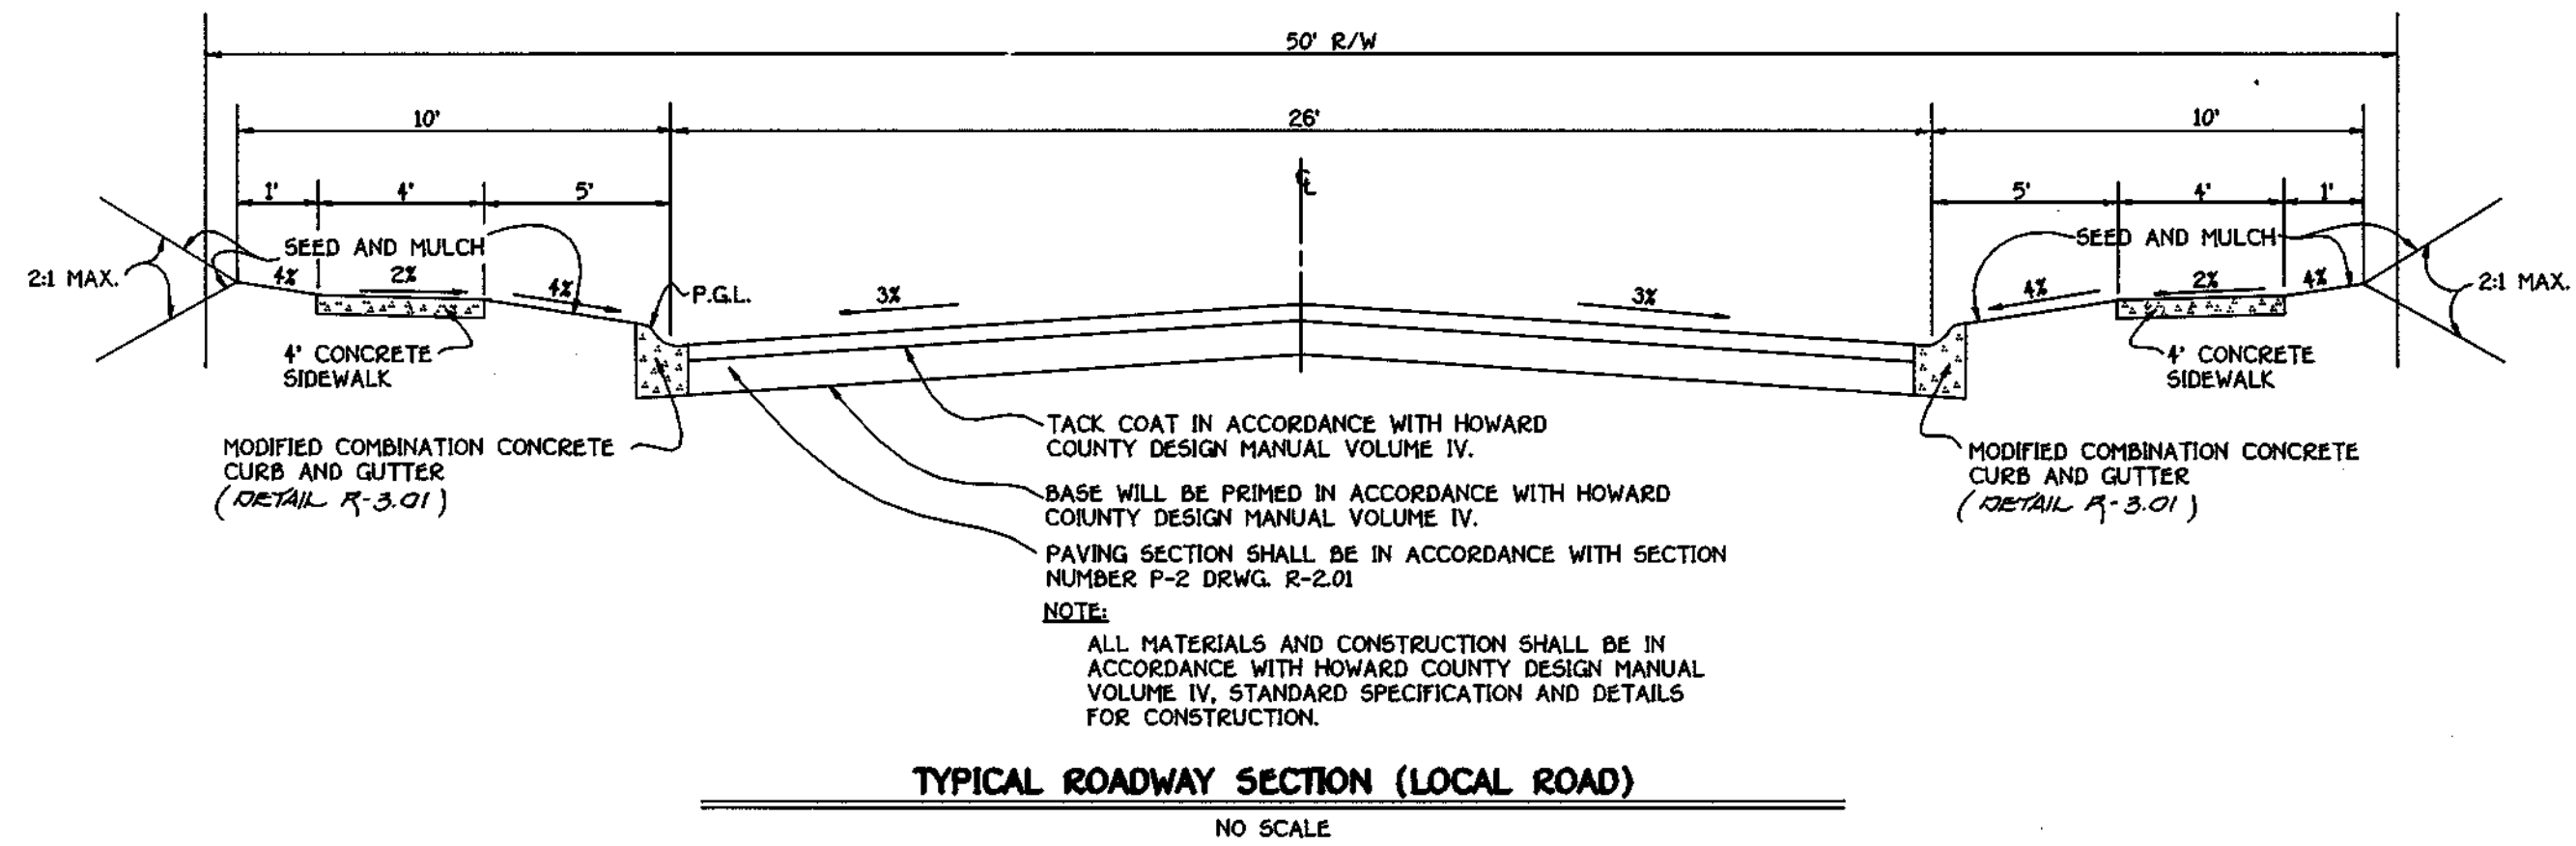 50' R/W
10'
26'
10'
1'
4'
5'
℄
5'
4'
1'
SEED AND MULCH
SEED AND MULCH
2:1 MAX.
4%
2%
4%
P.G.L.
3%
3%
4%
2%
4%
2:1 MAX.
4' CONCRETE
SIDEWALK
4' CONCRETE
SIDEWALK
MODIFIED COMBINATION CONCRETE
CURB AND GUTTER
(DETAIL R-3.01)
TACK COAT IN ACCORDANCE WITH HOWARD
COUNTY DESIGN MANUAL VOLUME IV.
BASE WILL BE PRIMED IN ACCORDANCE WITH HOWARD
COIUNTY DESIGN MANUAL VOLUME IV.
PAVING SECTION SHALL BE IN ACCORDANCE WITH SECTION
NUMBER P-2 DRWG. R-2.01
MODIFIED COMBINATION CONCRETE
CURB AND GUTTER
(DETAIL R-3.01)
NOTE:
ALL MATERIALS AND CONSTRUCTION SHALL BE IN
ACCORDANCE WITH HOWARD COUNTY DESIGN MANUAL
VOLUME IV, STANDARD SPECIFICATION AND DETAILS
FOR CONSTRUCTION.
TYPICAL ROADWAY SECTION (LOCAL ROAD)
NO SCALE